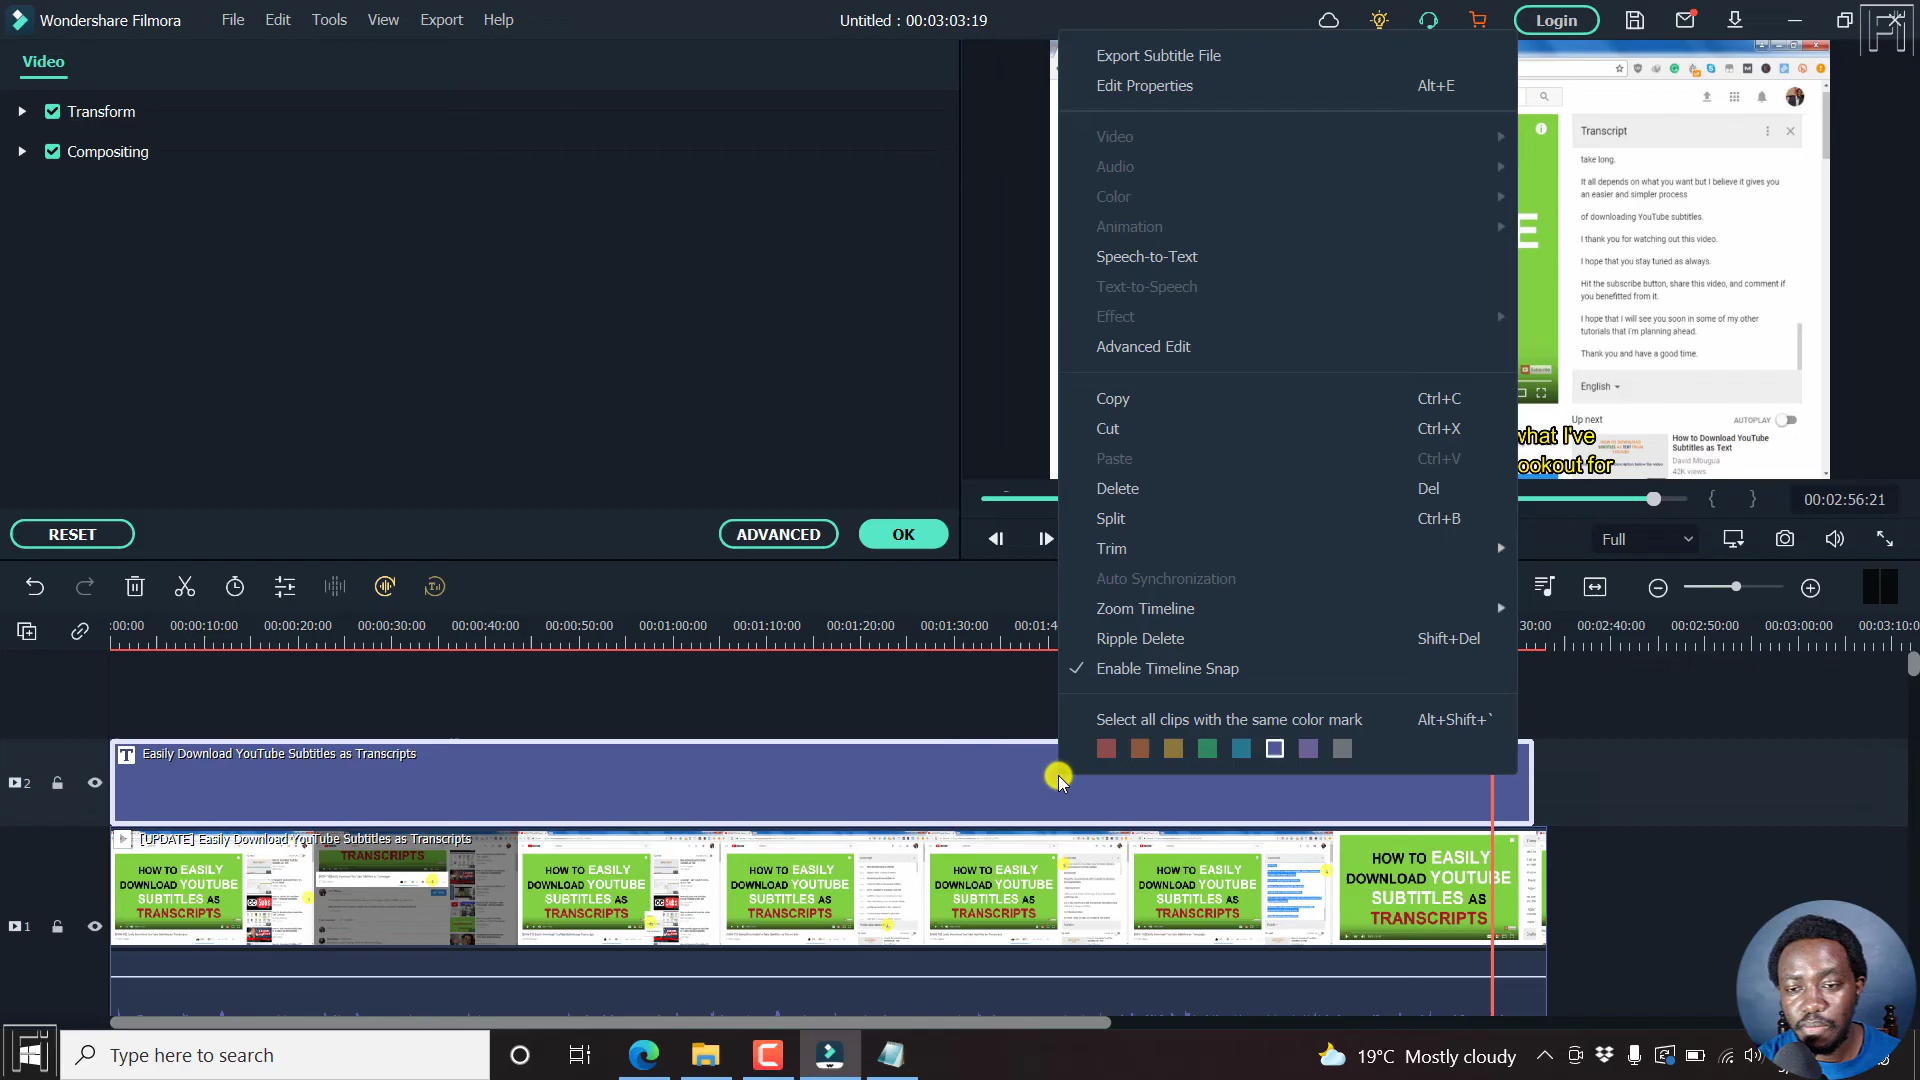 Wondershare Filmora File Edit Tools View Export Help Untitled : 00:03:03:19 Login
Video
Transform
Compositing
RESET ADVANCED OK
Export Subtitle File
Edit Properties Alt+E
Video
Audio
Color
Animation
Speech-to-Text
Text-to-Speech
Effect
Advanced Edit
Copy Ctrl+C
Cut Ctrl+X
Paste Ctrl+V
Delete Del
Split Ctrl+B
Trim
Auto Synchronization
Zoom Timeline
Ripple Delete Shift+Del
Enable Timeline Snap
Select all clips with the same color mark Alt+Shift+`
Transcript
take long.
It all depends on what you want but I believe it gives you
an easier and simpler process
of downloading YouTube subtitles.
I thank you for watching out this video.
I hope that you stay tuned as always.
Hit the subscribe button, share this video, and comment if
you benefitted from it.
I hope that I will see you soon in some of my other
tutorials that I'm planning ahead.
Thank you and have a good time.
English
Up next AUTOPLAY
How to Download YouTube
Subtitles as Text
David Mbugua
42K views
what I've
ookout for
00:02:56:21
Full
:00:00 00:00:10:00 00:00:20:00 00:00:30:00 00:00:40:00 00:00:50:00 00:01:00:00 00:01:10:00 00:01:20:00 00:01:30:00 00:01:4 30:00 00:02:40:00 00:02:50:00 00:03:00:00 00:03:10:0
T Easily Download YouTube Subtitles as Transcripts
2
[UPDATE] Easily Download YouTube Subtitles as Transcripts
HOW TO EASILY
DOWNLOAD YOUTUBE
SUBTITLES AS
TRANSCRIPTS
HOW TO EASILY
DOWNLOAD YOUTUBE
SUBTITLES AS
TRANSCRIPTS
HOW TO EASILY
DOWNLOAD YOUTUBE
SUBTITLES AS
TRANSCRIPTS
HOW TO EASILY
DOWNLOAD YOUTUBE
SUBTITLES AS
TRANSCRIPTS
HOW TO EASILY
DOWNLOAD YOUTUBE
SUBTITLES AS
TRANSCRIPTS
HOW TO EASILY
DOWNLOAD YOUTUBE
SUBTITLES AS
TRANSCRIPTS
1
Type here to search 19°C Mostly cloudy